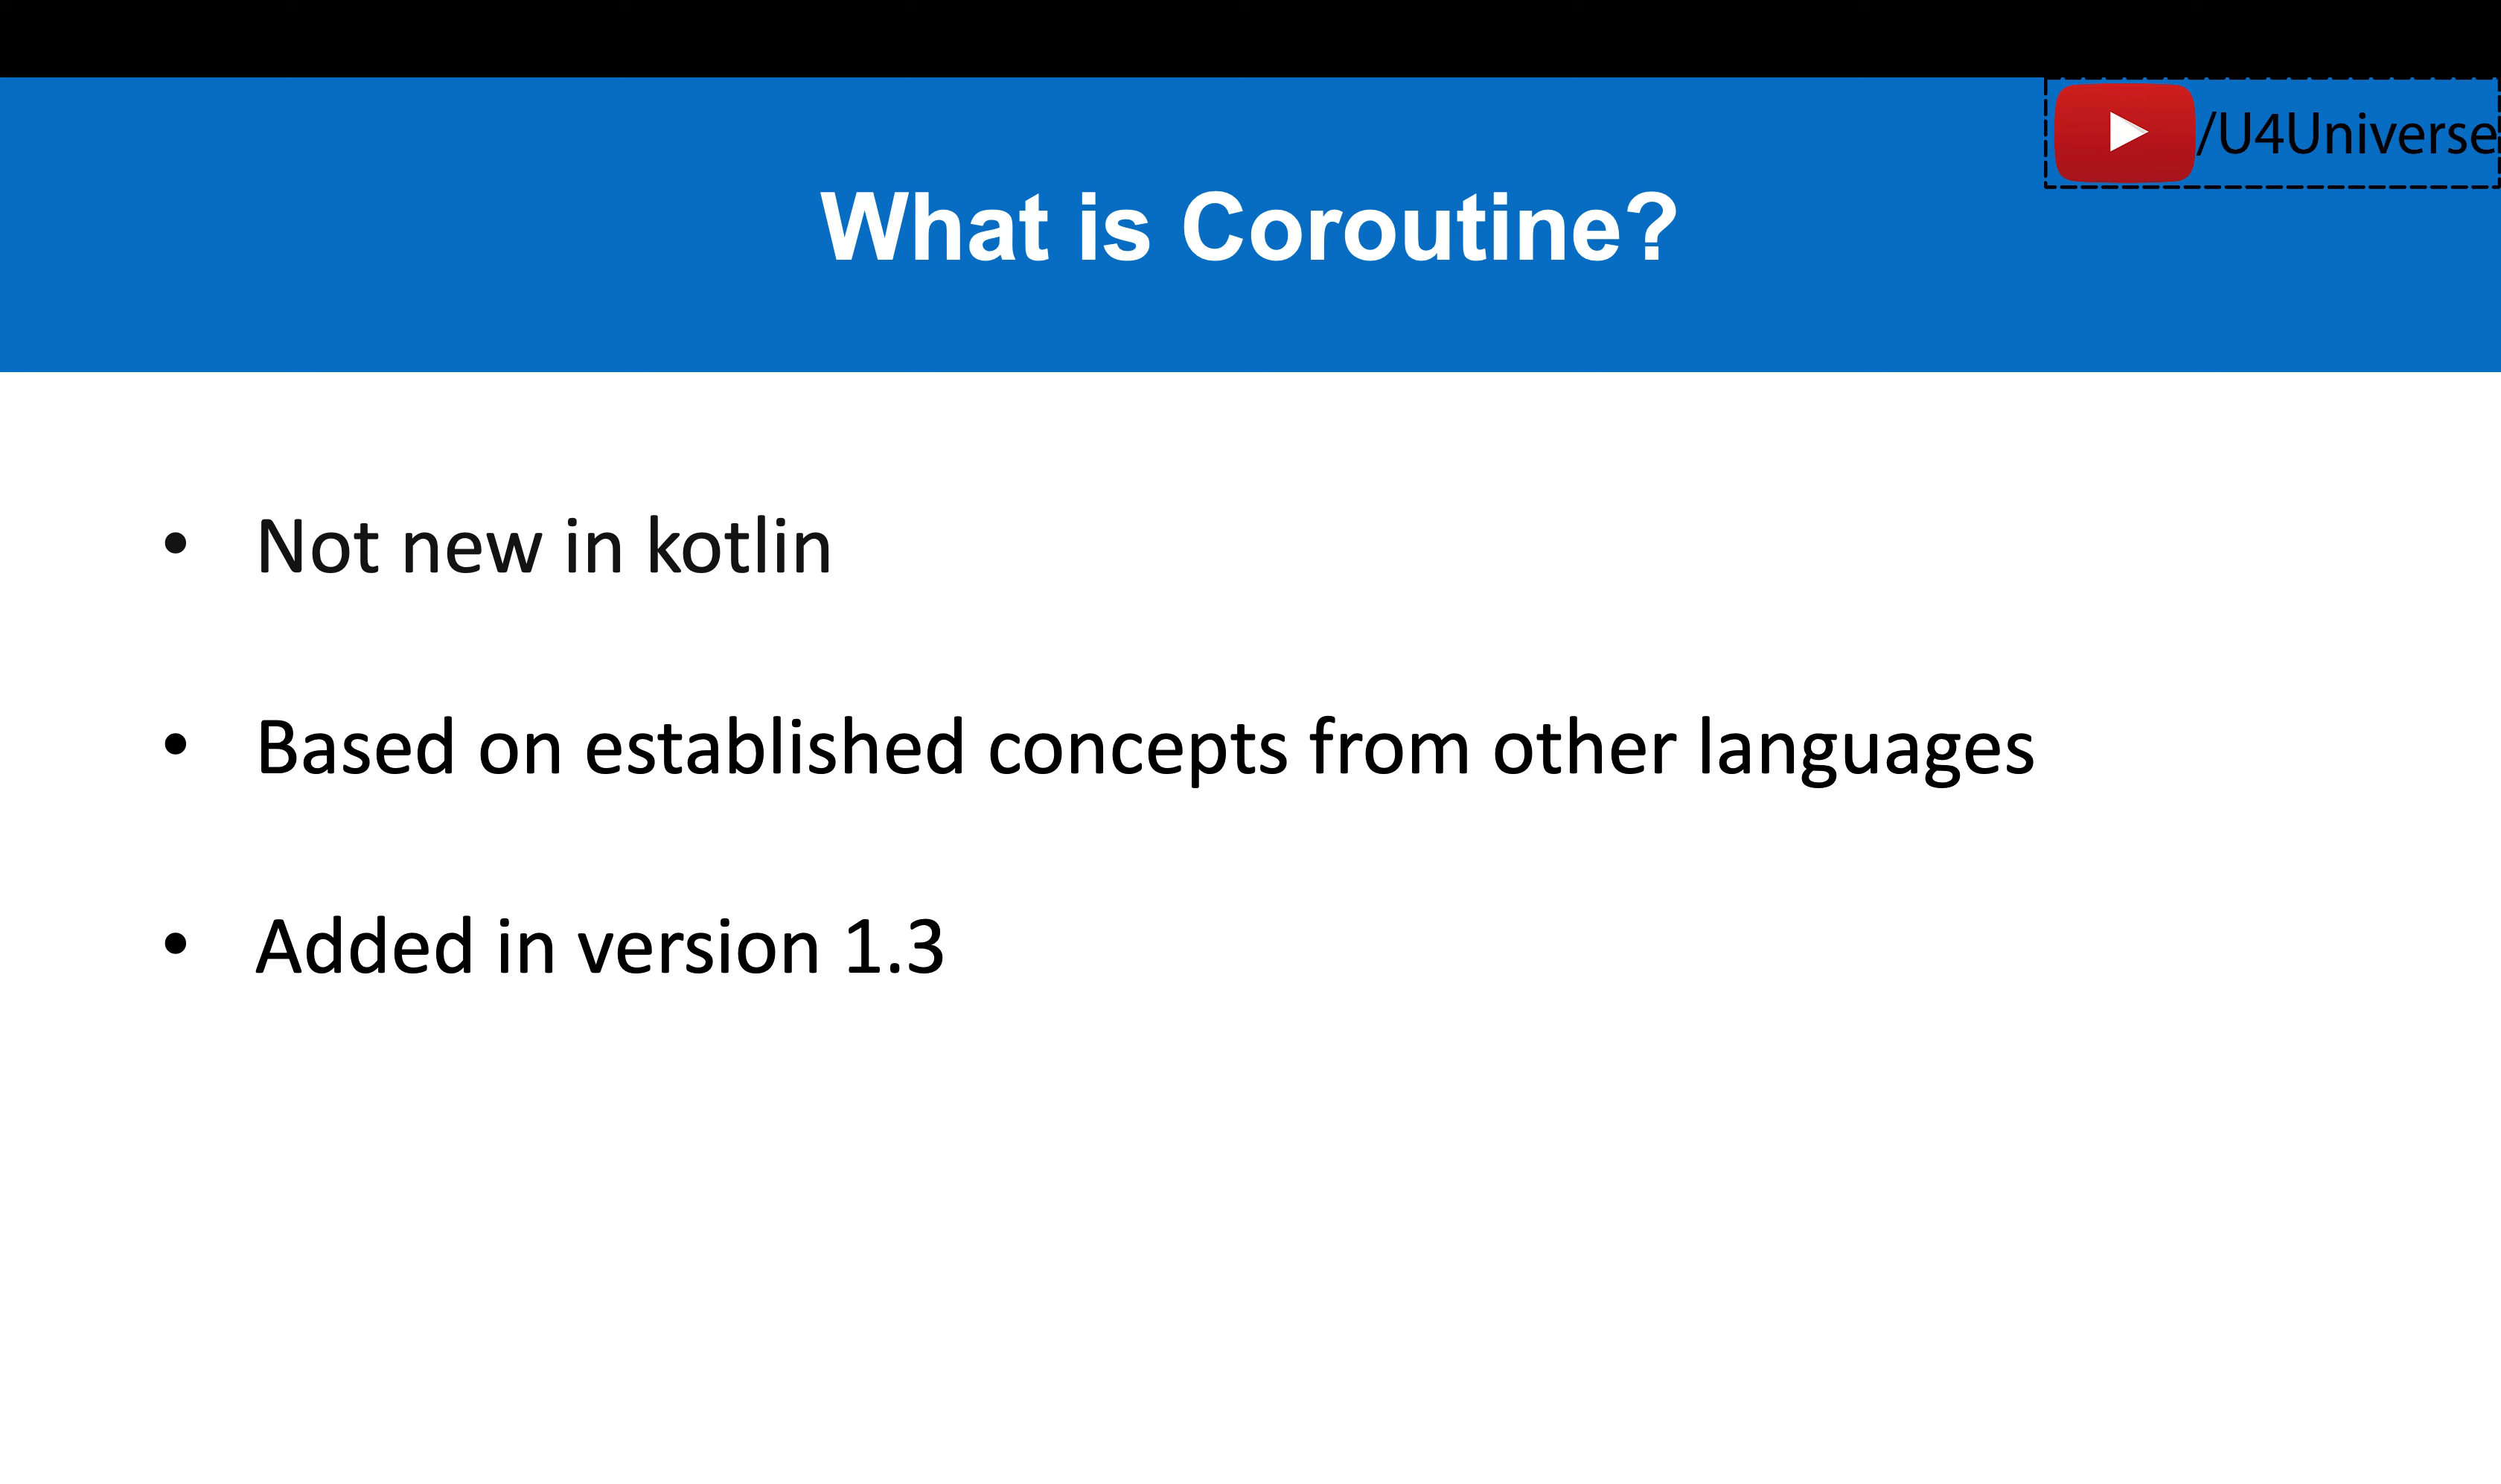 /U4Universe
What is Coroutine?
• Not new in kotlin
• Based on established concepts from other languages
• Added in version 1.3